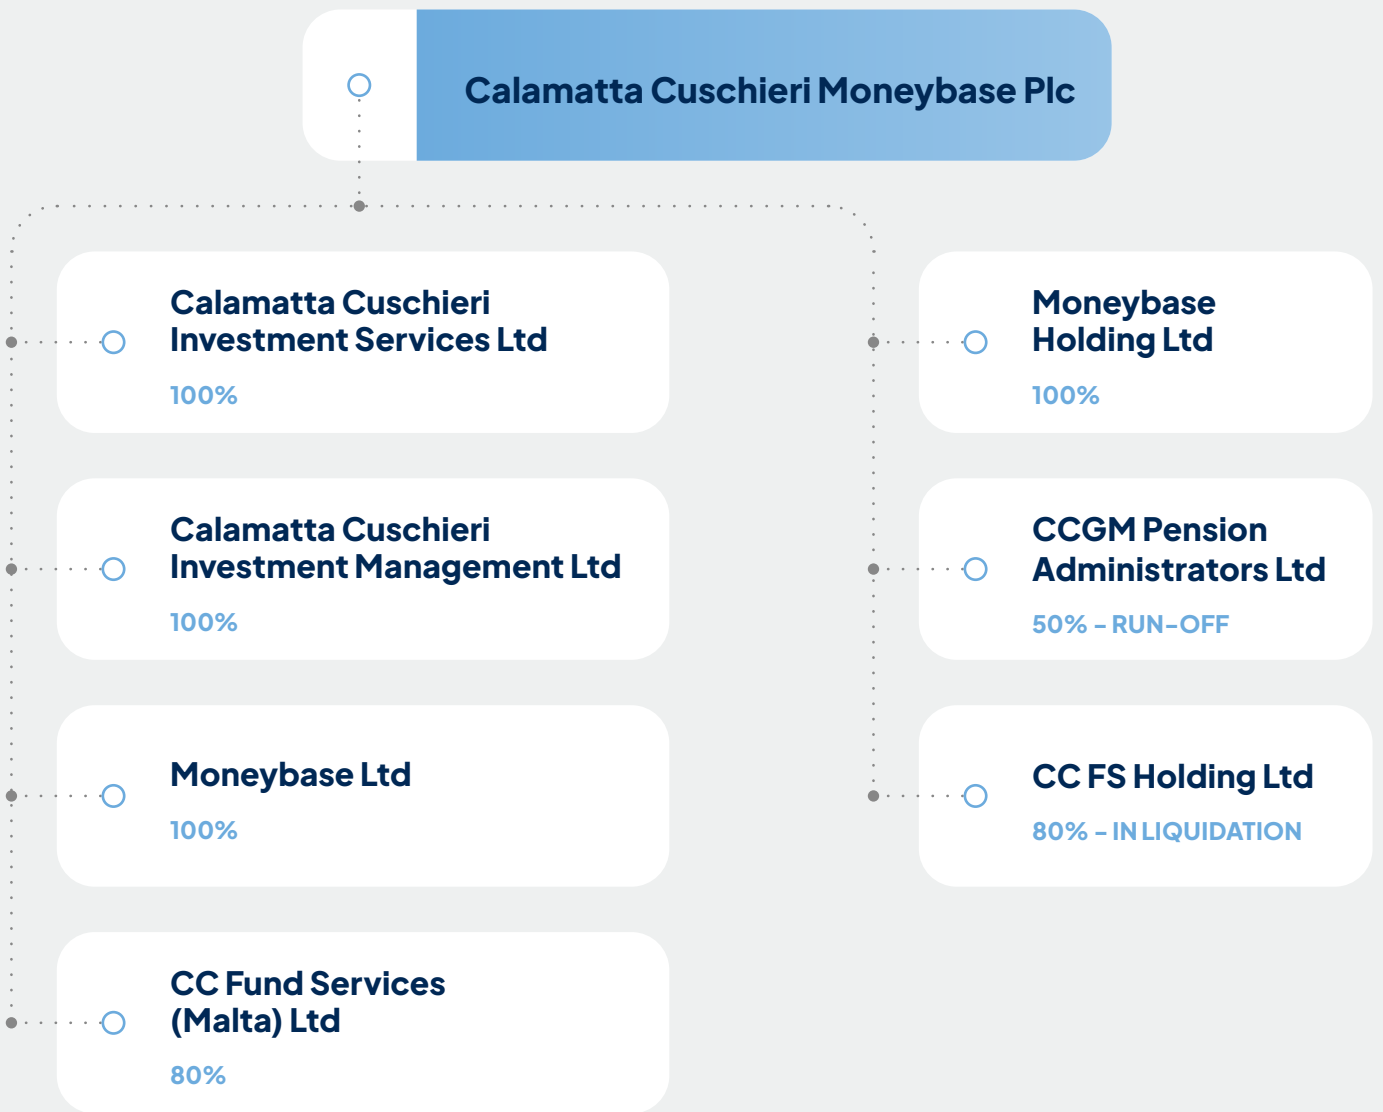 Calamatta Cuschieri Moneybase Plc
Calamatta Cuschieri
Investment Services Ltd
100%
Calamatta Cuschieri
Investment Management Ltd
100%
Moneybase Ltd
100%
CC Fund Services
(Malta) Ltd
80%
Moneybase
Holding Ltd
100%
CCGM Pension
Administrators Ltd
50% – RUN-OFF
CC FS Holding Ltd
80% – IN LIQUIDATION